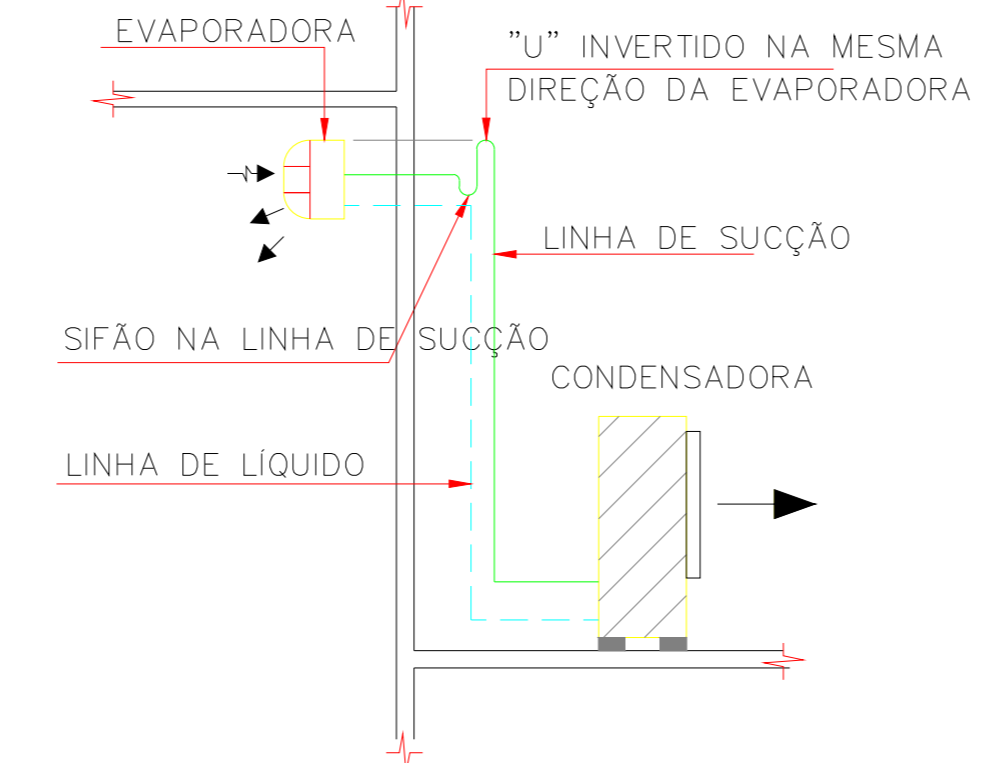 EVAPORADORA
”U” INVERTIDO NA MESMA
DIREÇÃO DA EVAPORADORA
LINHA DE SUCÇÃO
SIFÃO NA LINHA DE SUCÇÃO
CONDENSADORA
LINHA DE LÍQUIDO